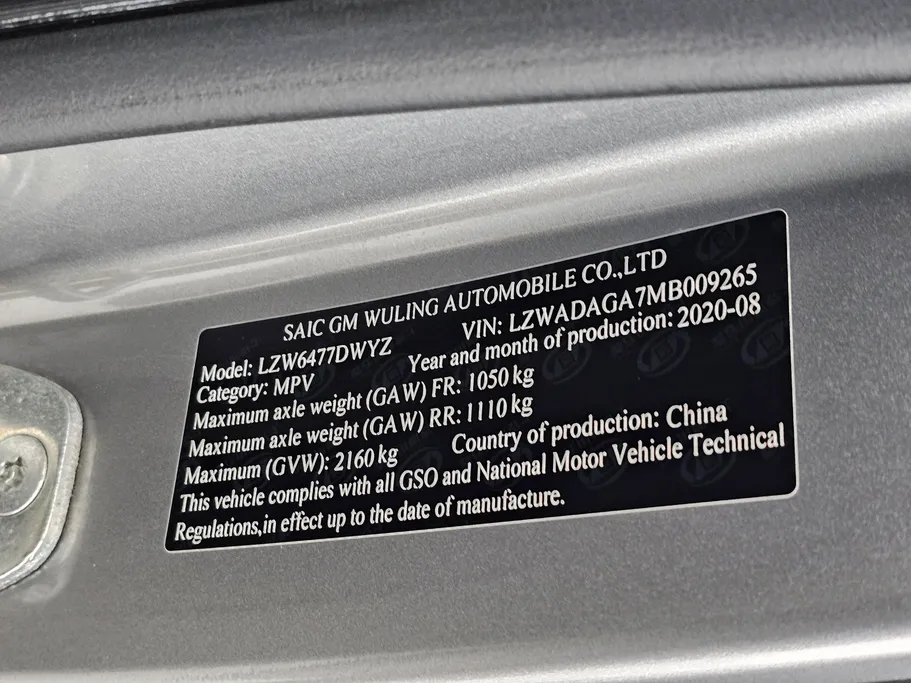 SAIC GM WULING AUTOMOBILE CO.,LTD
Model: LZW6477DWYZ VIN: LZWADAGA7MB009265
Category: MPV Year and month of production: 2020-08
Maximum axle weight (GAW) FR: 1050 kg
Maximum axle weight (GAW) RR: 1110 kg
Maximum (GVW): 2160 kg Country of production: China
This vehicle complies with all GSO and National Motor Vehicle Technical
Regulations,in effect up to the date of manufacture.